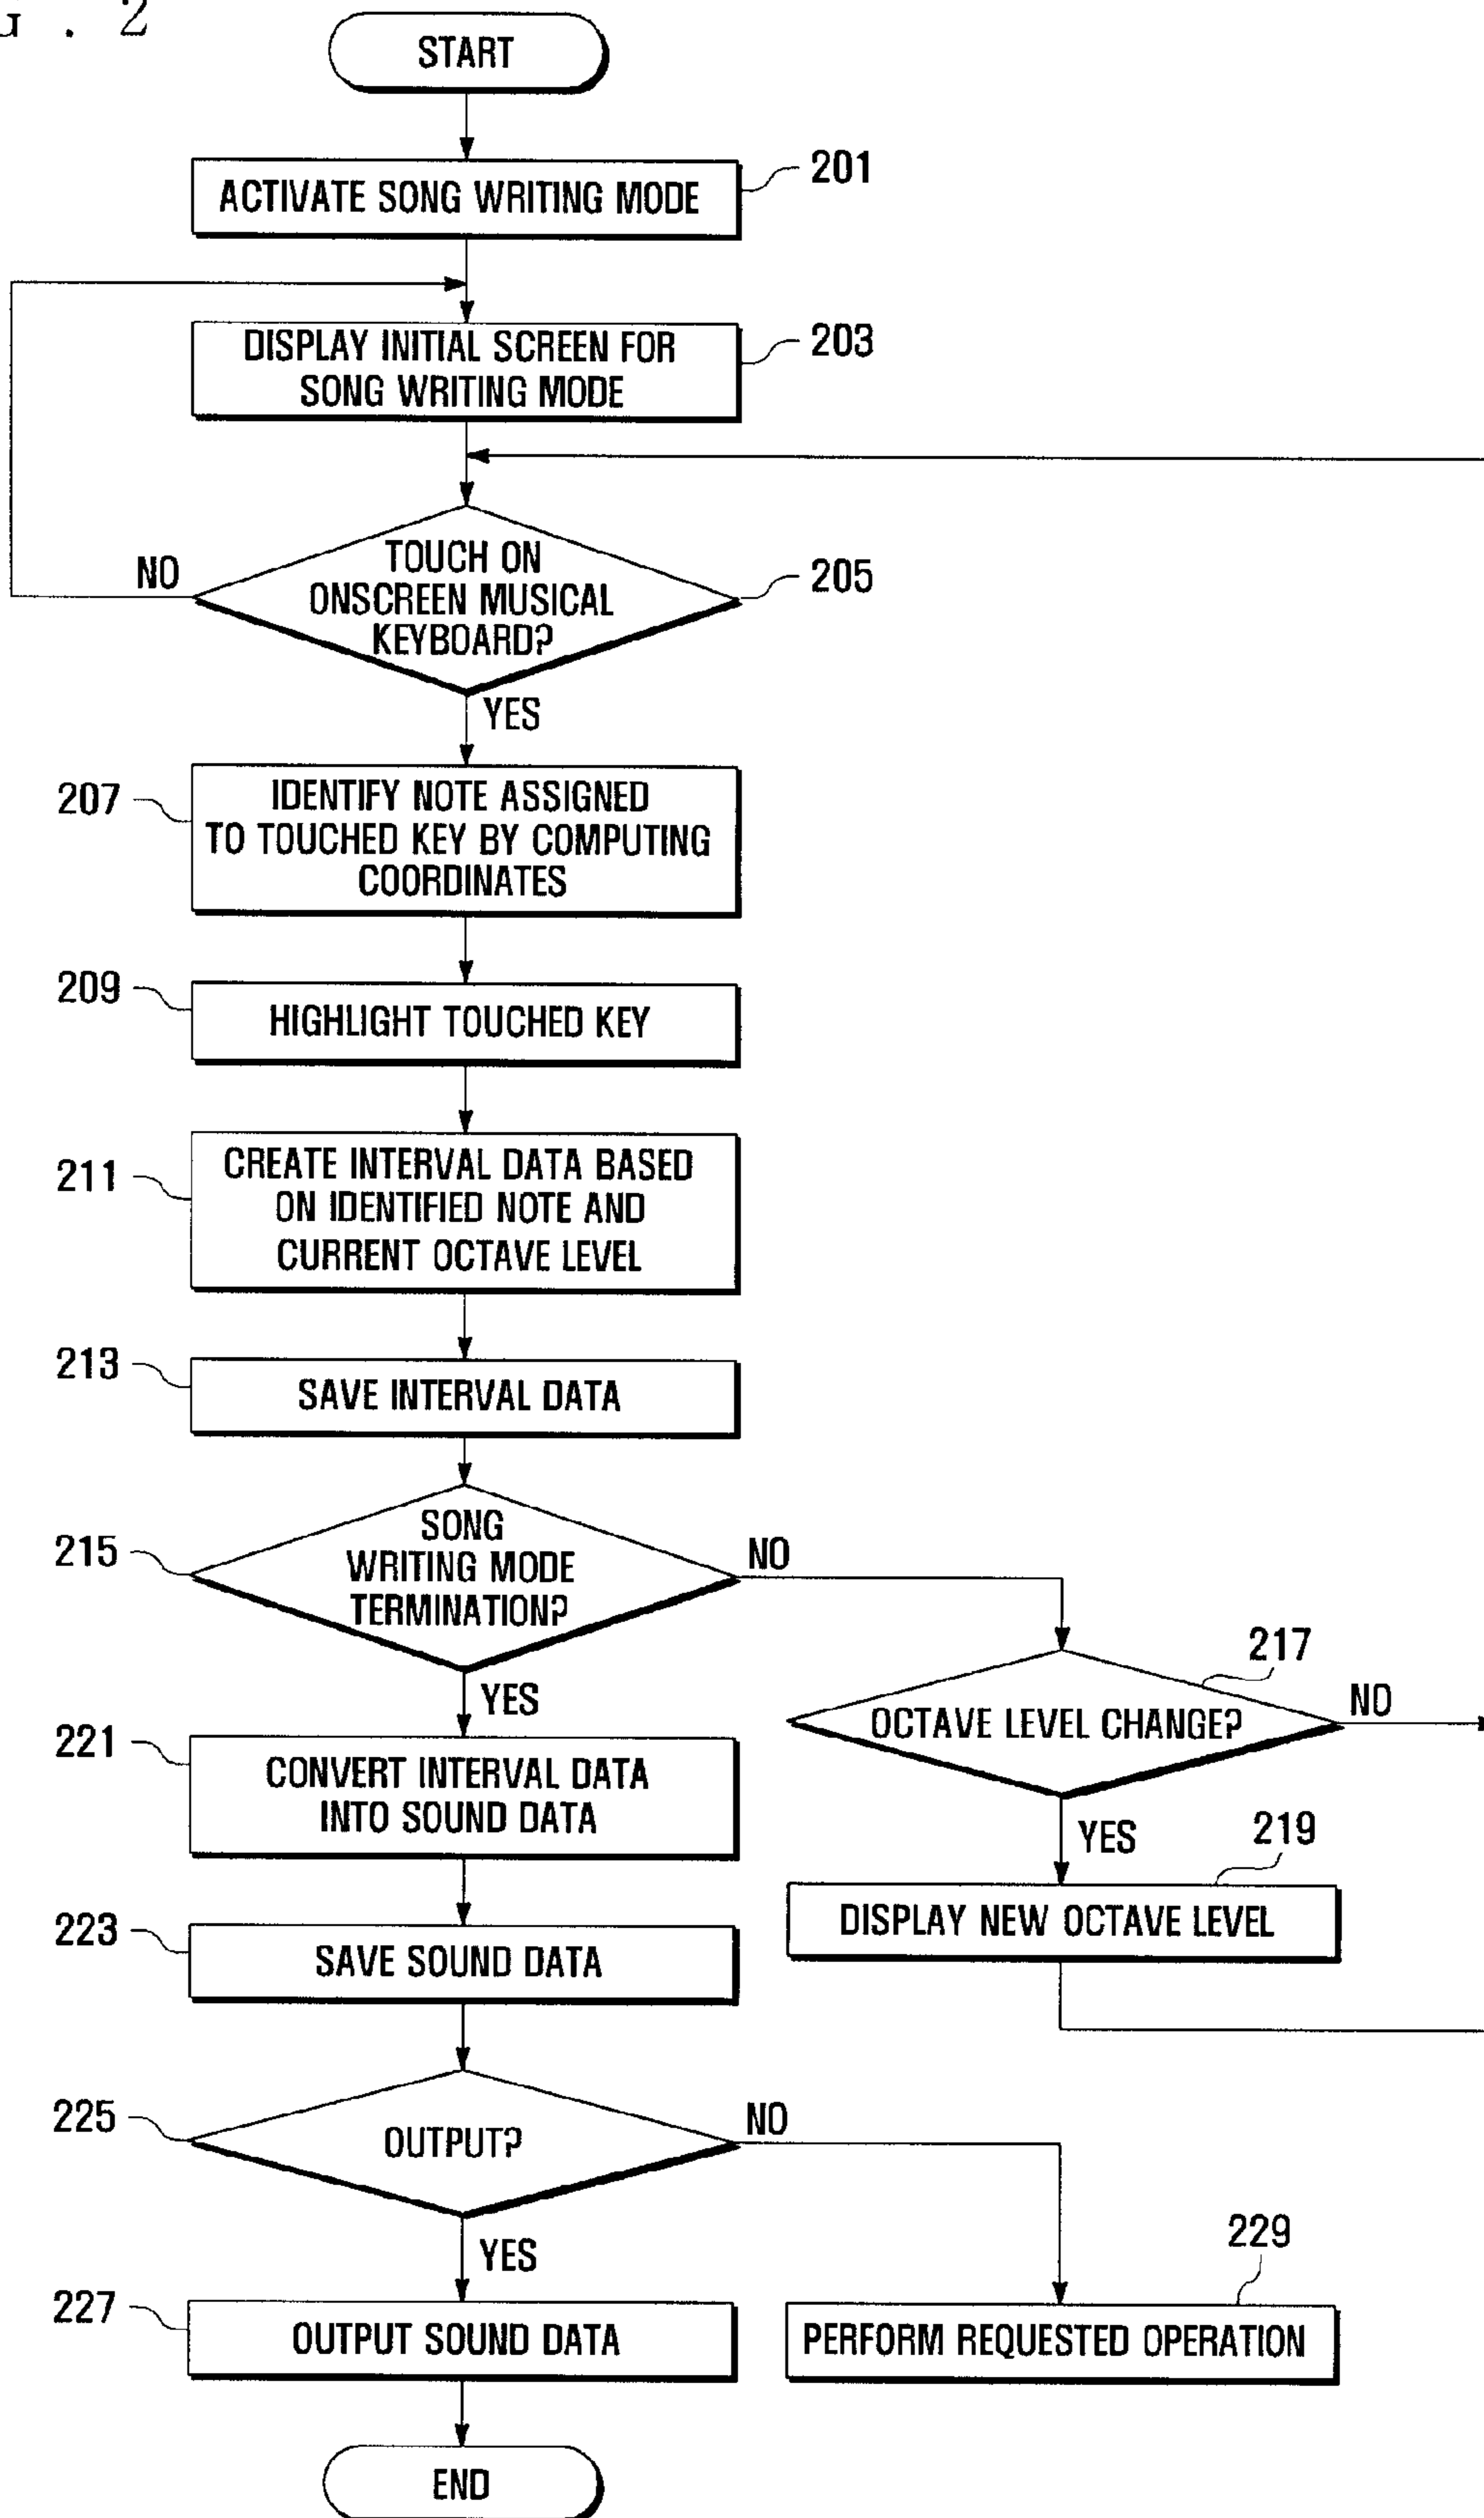 G . 2
START
ACTIVATE SONG WRITING MODE
201
DISPLAY INITIAL SCREEN FOR
SONG WRITING MODE
203
TOUCH ON
ONSCREEN MUSICAL
KEYBOARD?
NO
205
YES
207
IDENTIFY NOTE ASSIGNED
TO TOUCHED KEY BY COMPUTING
COORDINATES
209
HIGHLIGHT TOUCHED KEY
211
CREATE INTERVAL DATA BASED
ON IDENTIFIED NOTE AND
CURRENT OCTAVE LEVEL
213
SAVE INTERVAL DATA
215
SONG
WRITING MODE
TERMINATION?
NO
YES
217
OCTAVE LEVEL CHANGE?
NO
YES
219
DISPLAY NEW OCTAVE LEVEL
221
CONVERT INTERVAL DATA
INTO SOUND DATA
223
SAVE SOUND DATA
225
OUTPUT?
NO
YES
227
OUTPUT SOUND DATA
229
PERFORM REQUESTED OPERATION
END